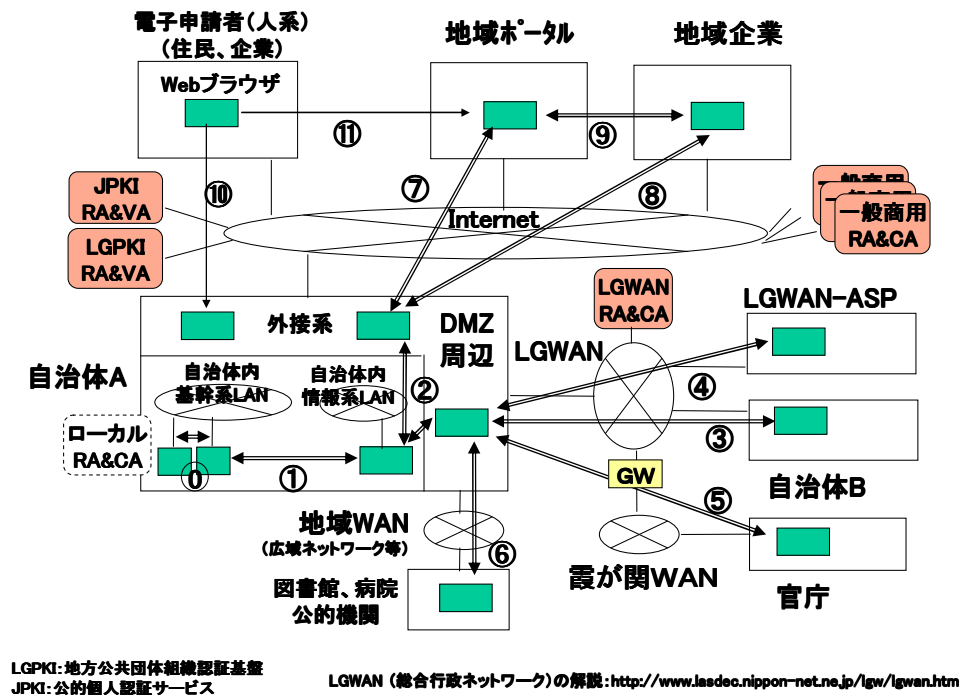 電子申請者(人系)
(住民、企業)
地域ポータル
地域企業
Webブラウザ
⑪
⑨
JPKI
RA&VA
⑩
⑦
⑧
一般商用
一般商用
一般商用
RA&CA
Internet
LGPKI
RA&VA
LGWAN
RA&CA
LGWAN-ASP
外接系
DMZ
周辺
LGWAN
自治体A
自治体内
基幹系LAN
自治体内
情報系LAN
②
④
ローカル
RA&CA
③
0
①
GW
自治体B
⑤
地域WAN
(広域ネットワーク等)
⑥
霞が関WAN
図書館、病院
公的機関
官庁
LGPKI:地方公共団体組織認証基盤
JPKI:公的個人認証サービス
LGWAN (総合行政ネットワーク)の解説:http://www.lasdec.nippon-net.ne.jp/lgw/lgwan.htm